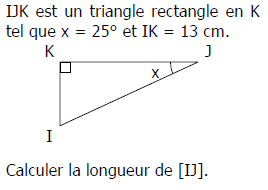 IJK est un triangle rectangle en K
tel que x = 25° et IK = 13 cm.
K J
x
I
Calculer la longueur de [IJ].